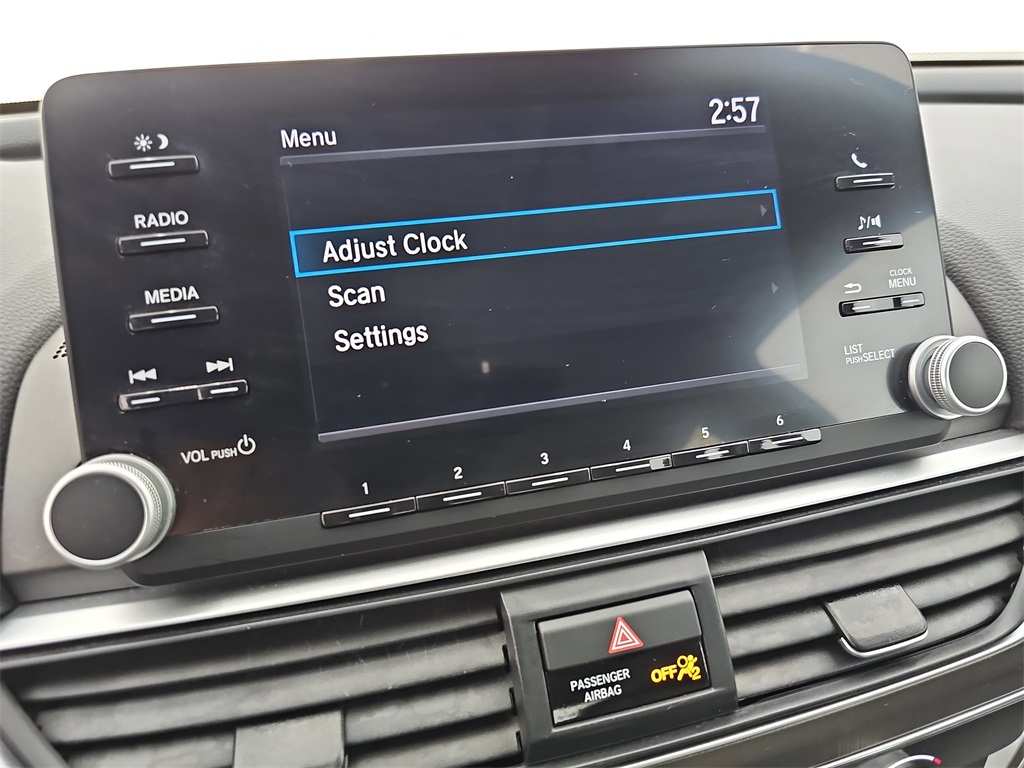 2:57
Menu
RADIO
Adjust Clock
CLOCK
MENU
MEDIA
Scan
Settings
LIST
PUSH SELECT
VOL PUSH
1 2 3 4 5 6
PASSENGER
AIRBAG
OFF 2